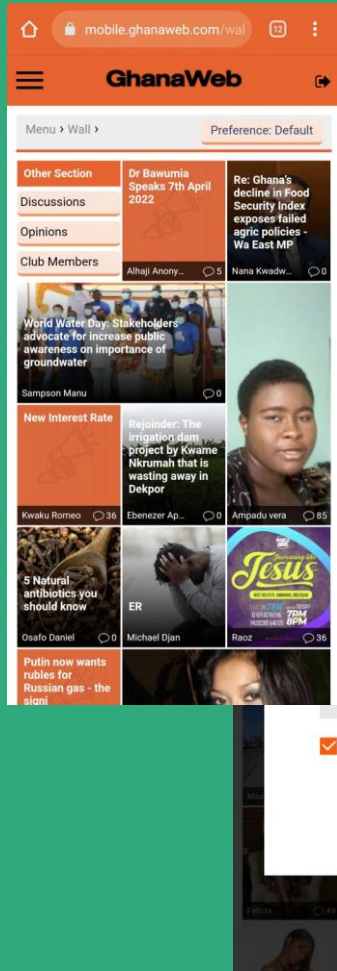 mobile.ghanaweb.com/wal
12
GhanaWeb
Menu › Wall ›
Preference: Default
Other Section
Discussions
Opinions
Club Members
Dr Bawumia
Speaks 7th April
2022
Alhaji Anony...
5
Re: Ghana's
decline in Food
Security Index
exposes failed
agric policies -
Wa East MP
Nana Kwadw...
0
World Water Day: Stakeholders
advocate for increase public
awareness on importance of
groundwater
Sampson Manu
0
Ampadu vera
85
New Interest Rate
Kwaku Romeo
36
Rejoinder: The
irrigation dam
project by Kwame
Nkrumah that is
wasting away in
Dekpor
Ebenezer Ap...
0
5 Natural
antibiotics you
should know
Osafo Daniel
0
ER
Michael Djan
Jesus
7PM
8PM
Raoz
36
Putin now wants
rubles for
Russian gas - the
signi
Felicia
49